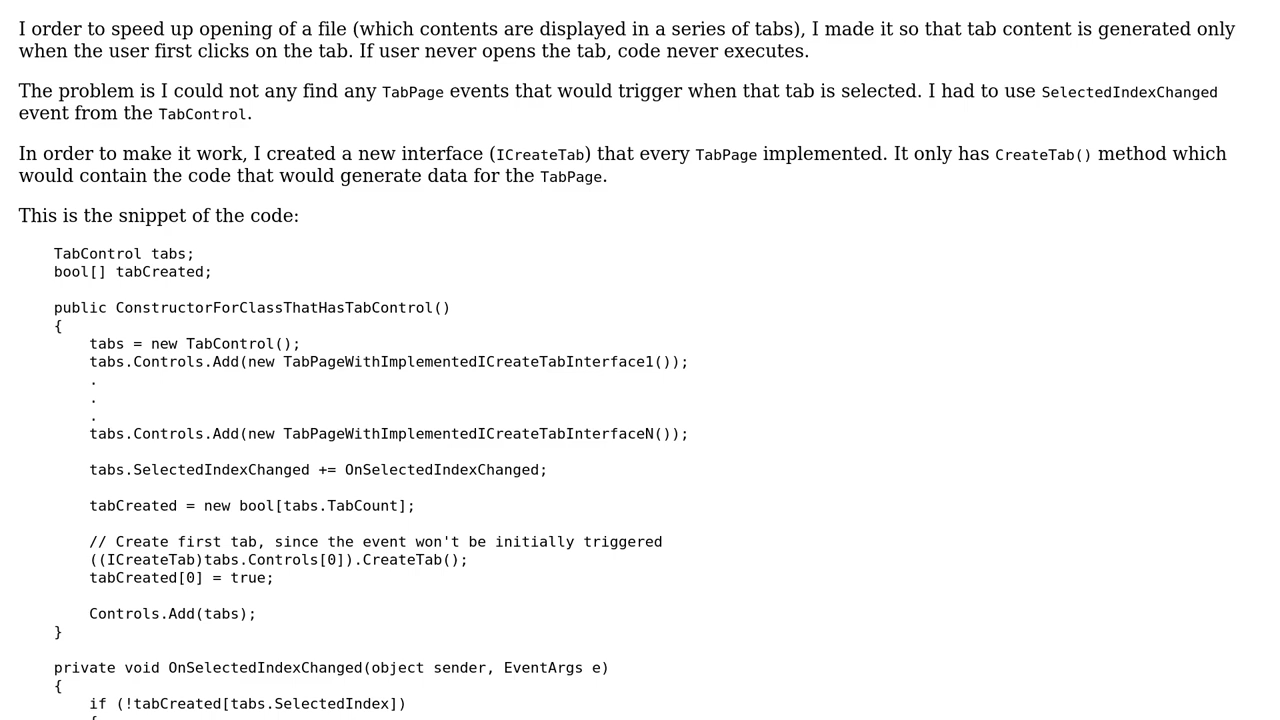 I order to speed up opening of a file (which contents are displayed in a series of tabs), I made it so that tab content is generated only
when the user first clicks on the tab. If user never opens the tab, code never executes.
The problem is I could not any find any TabPage events that would trigger when that tab is selected. I had to use SelectedIndexChanged
event from the TabControl.
In order to make it work, I created a new interface (ICreateTab) that every TabPage implemented. It only has CreateTab() method which
would contain the code that would generate data for the TabPage.
This is the snippet of the code:
TabControl tabs;
bool[] tabCreated;
public ConstructorForClassThatHasTabControl()
{
tabs = new TabControl();
tabs.Controls.Add(new TabPageWithImplementedICreateTabInterface1());
.
.
.
tabs.Controls.Add(new TabPageWithImplementedICreateTabInterfaceN());
tabs.SelectedIndexChanged += OnSelectedIndexChanged;
tabCreated = new bool[tabs.TabCount];
// Create first tab, since the event won't be initially triggered
((ICreateTab)tabs.Controls[0]).CreateTab();
tabCreated[0] = true;
Controls.Add(tabs);
}
private void OnSelectedIndexChanged(object sender, EventArgs e)
{
if (!tabCreated[tabs.SelectedIndex])